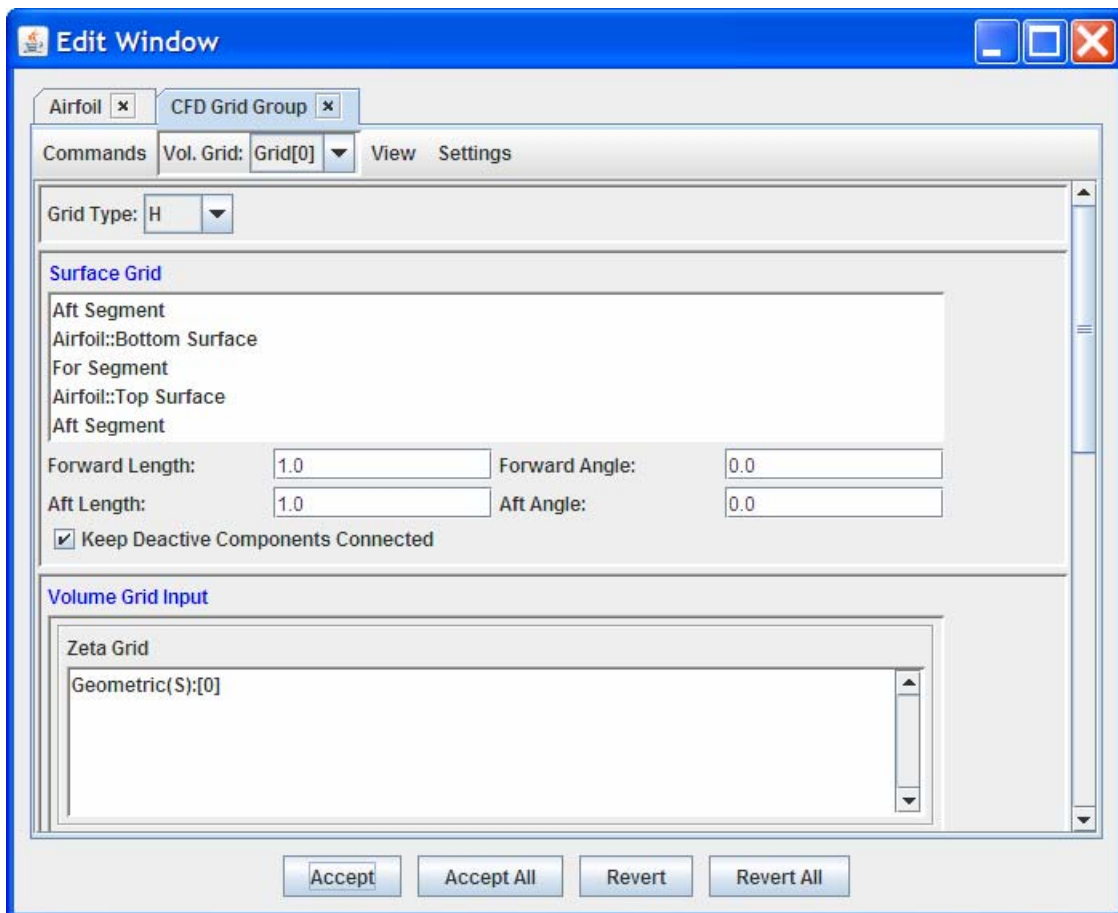 Edit Window
Airfoil CFD Grid Group
Commands Vol. Grid: Grid[0] View Settings
Grid Type: H
Surface Grid
Aft Segment
Airfoil::Bottom Surface
For Segment
Airfoil::Top Surface
Aft Segment
Forward Length: 1.0 Forward Angle: 0.0
Aft Length: 1.0 Aft Angle: 0.0
Keep Deactive Components Connected
Volume Grid Input
Zeta Grid
Geometric(S):[0]
Accept Accept All Revert Revert All